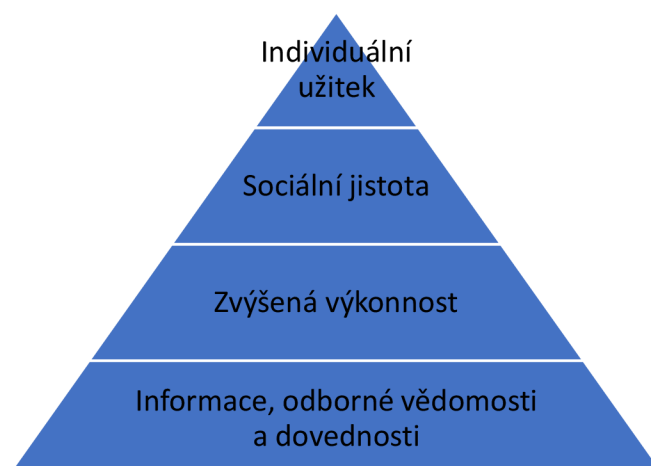 Individuální
užitek
Sociální jistota
Zvýšená výkonnost
Informace, odborné vědomosti
a dovednosti